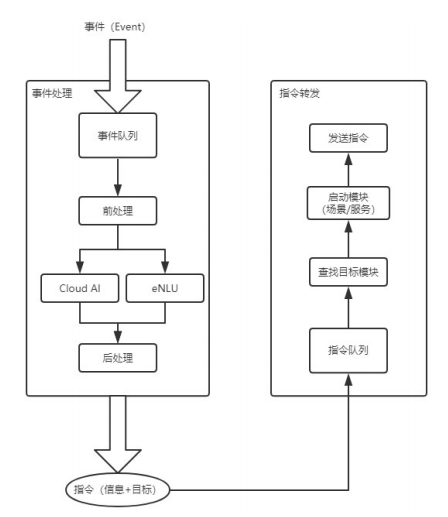 事件（Event）
事件处理
事件队列
前处理
Cloud AI
eNLU
后处理
指令（信息+目标）
指令转发
发送指令
启动模块
（场景/服务）
查找目标模块
指令队列